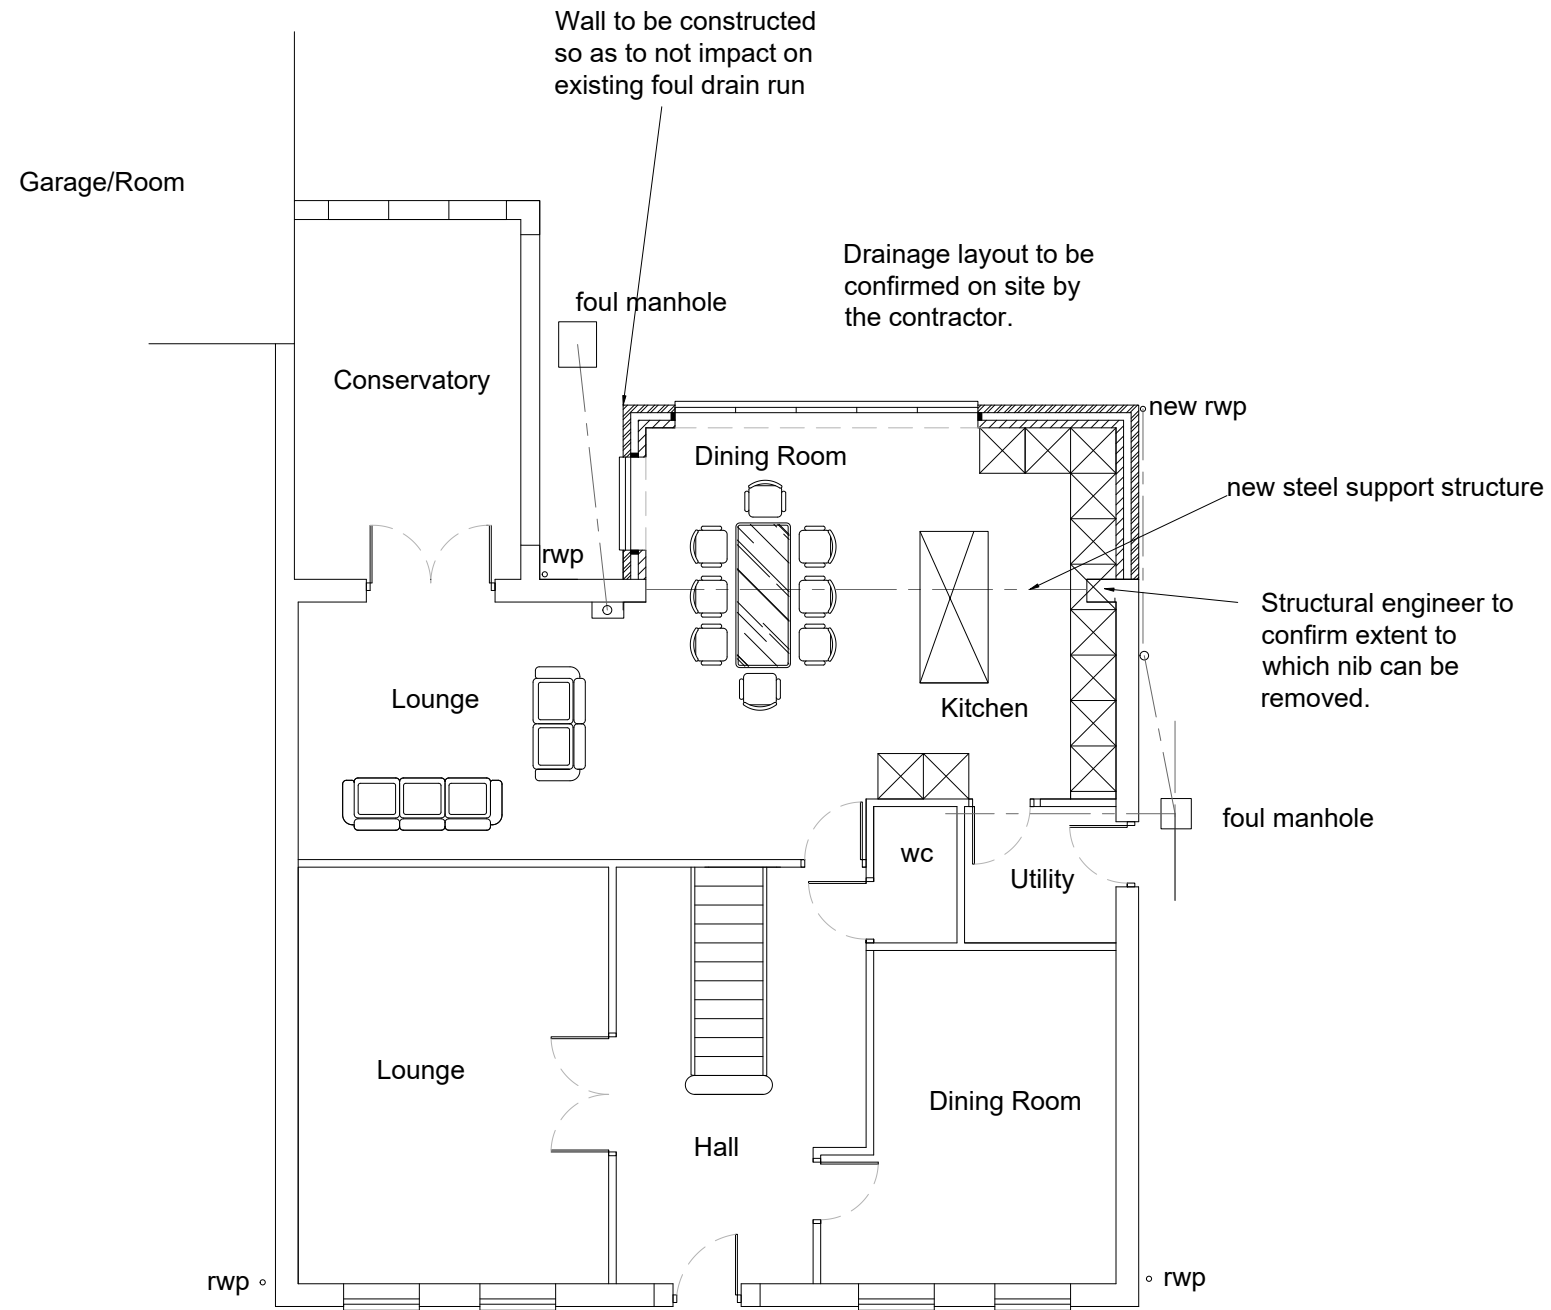 Wall to be constructed
so as to not impact on
existing foul drain run
Garage/Room
Drainage layout to be
confirmed on site by
the contractor.
foul manhole
Conservatory
new rwp
Dining Room
new steel support structure
rwp
Structural engineer to
confirm extent to
which nib can be
removed.
Lounge
Kitchen
foul manhole
wc
Utility
Lounge
Dining Room
Hall
rwp
rwp